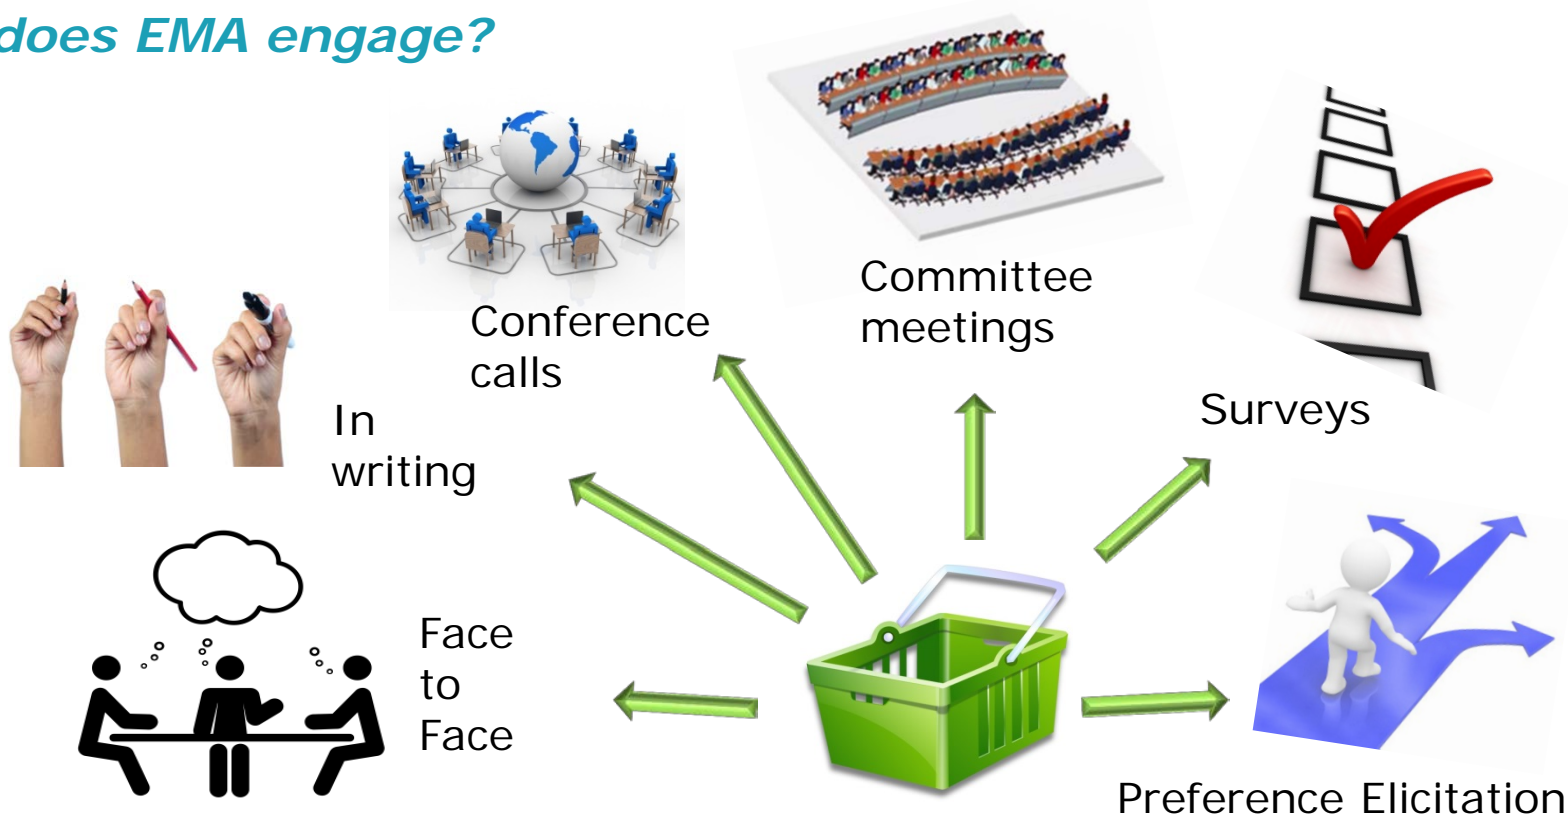 does EMA engage?
Committee
meetings
Conference
calls
Surveys
In
writing
Face
to
Face
Preference Elicitation